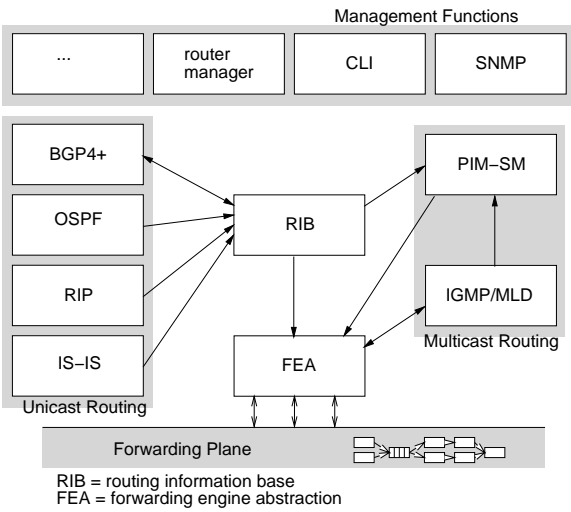 Management Functions
...
router
manager
CLI
SNMP
BGP4+
OSPF
RIP
IS−IS
Unicast Routing
RIB
FEA
PIM−SM
IGMP/MLD
Multicast Routing
Forwarding Plane
RIB = routing information base
FEA = forwarding engine abstraction